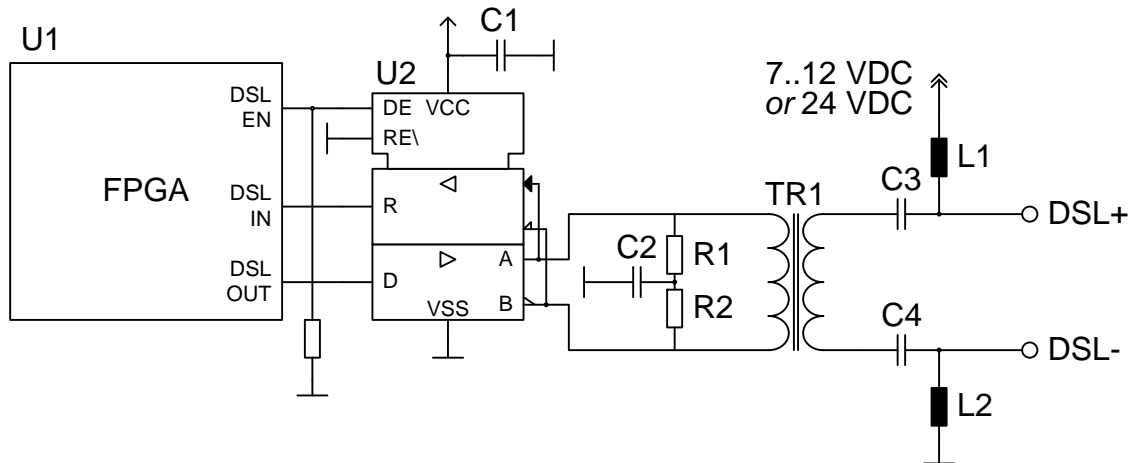 U1
FPGA
DSL
EN
DSL
IN
DSL
OUT
U2
C1
DE VCC
RE\
R
D
A
B
VSS
C2
R1
R2
TR1
7..12 VDC
or 24 VDC
L1
C3
DSL+
C4
DSL-
L2